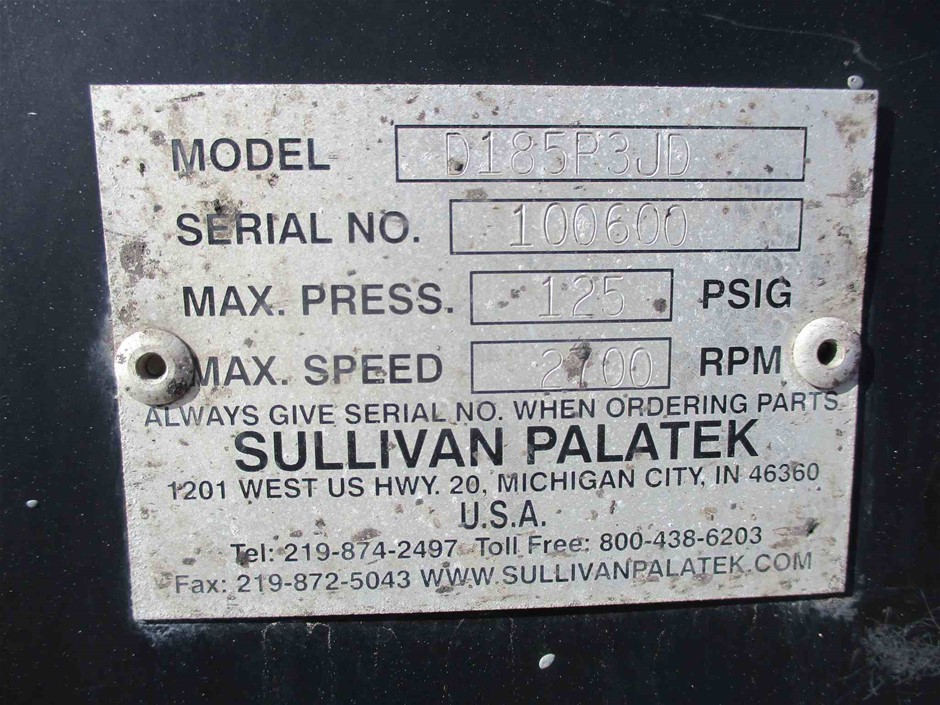 MODEL D185P3JD
SERIAL NO. 100600
MAX. PRESS. 125 PSIG
MAX. SPEED 2700 RPM
ALWAYS GIVE SERIAL NO. WHEN ORDERING PARTS
SULLIVAN PALATEK
1201 WEST US HWY. 20, MICHIGAN CITY, IN 46360
U.S.A.
Tel: 219-874-2497 Toll Free: 800-438-6203
Fax: 219-872-5043 WWW.SULLIVANPALATEK.COM